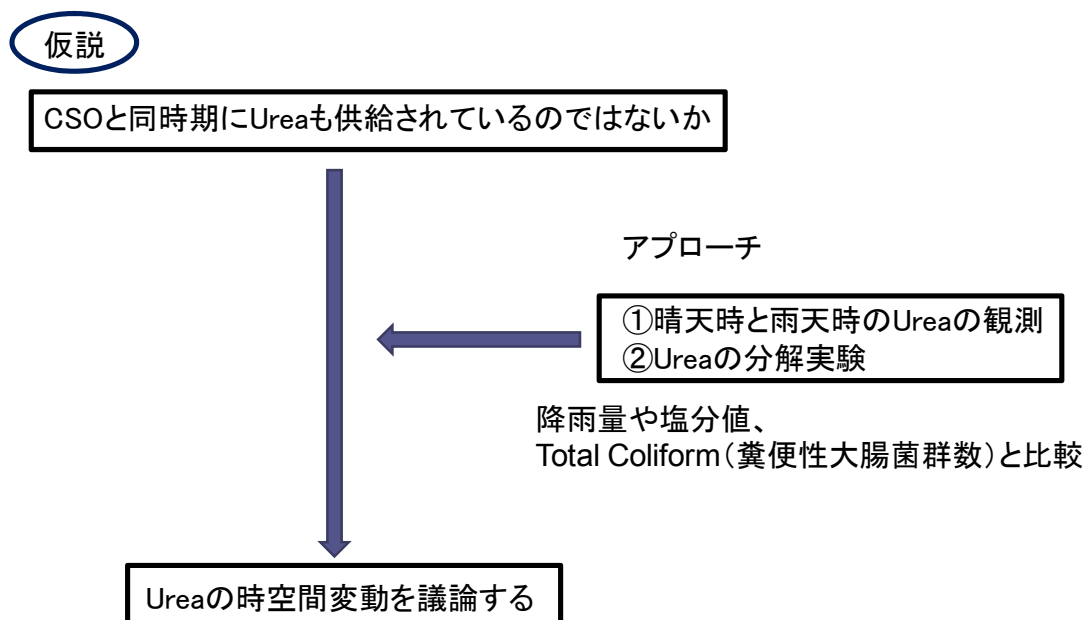 仮説
CSOと同時期にUreaも供給されているのではないか
アプローチ
①晴天時と雨天時のUreaの観測
②Ureaの分解実験
降雨量や塩分値、
Total Coliform(糞便性大腸菌群数)と比較
Ureaの時空間変動を議論する